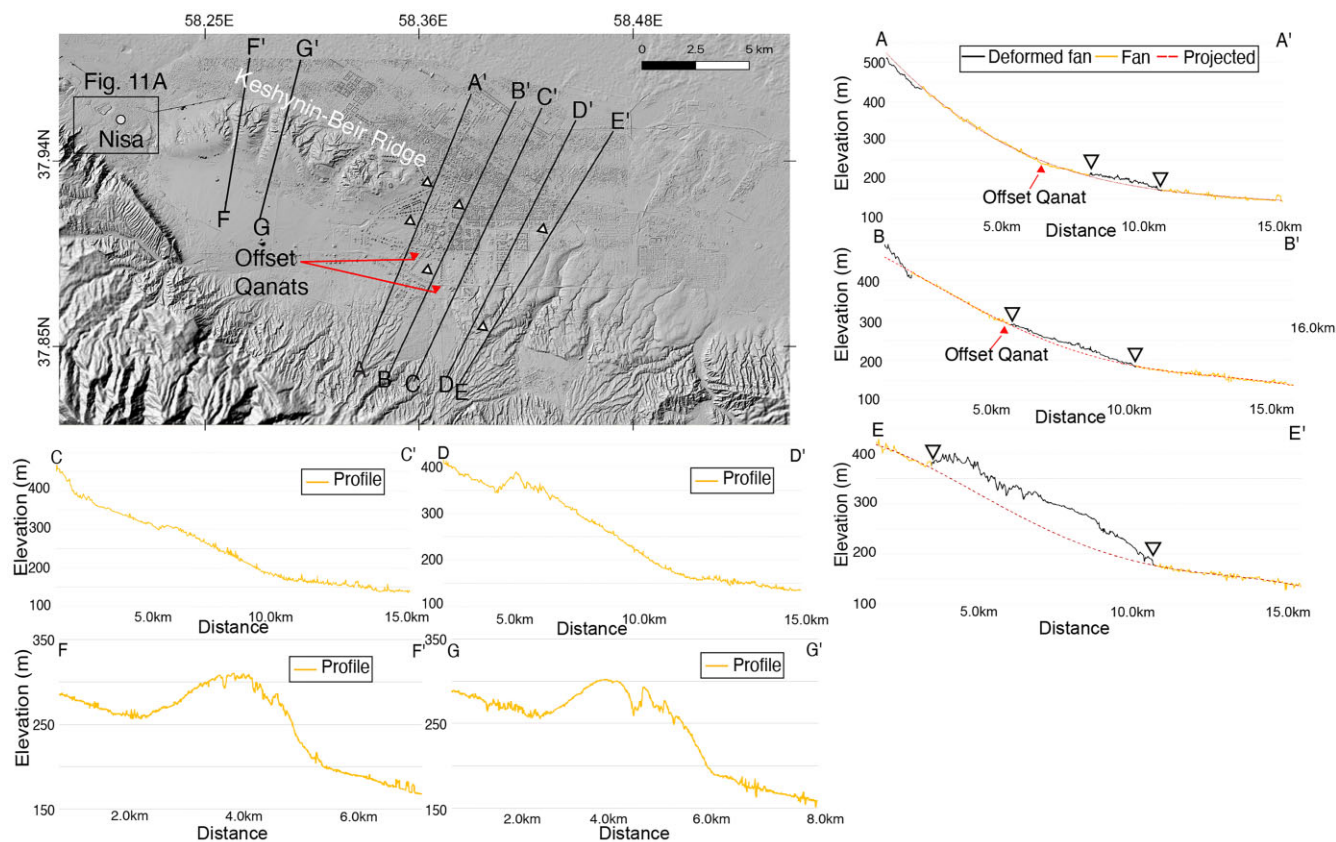 58.25E
58.36E
58.48E
F'
G'
0
2.5
5 km
Fig. 11A
Nisa
Keshynin-Beir Ridge
A'
B'
C'
D'
E'
37.94N
F
G
Offset
Qanats
37.85N
A
B
C
D
E
A
A'
Deformed fan
Fan
Projected
Elevation (m)
500
400
300
200
100
Offset Qanat
5.0km
10.0km
15.0km
Distance
B
B'
Elevation (m)
400
300
200
100
Offset Qanat
16.0km
5.0km
10.0km
15.0km
Distance
E
E'
Elevation (m)
400
300
200
100
5.0km
10.0km
15.0km
Distance
C
C'
Profile
Elevation (m)
400
300
200
100
5.0km
10.0km
15.0km
Distance
D
D'
Profile
400
300
200
100
5.0km
10.0km
15.0km
Distance
F
F'
Profile
Elevation (m)
350
250
150
2.0km
4.0km
6.0km
Distance
G
G'
Profile
350
250
150
2.0km
4.0km
6.0km
8.0km
Distance